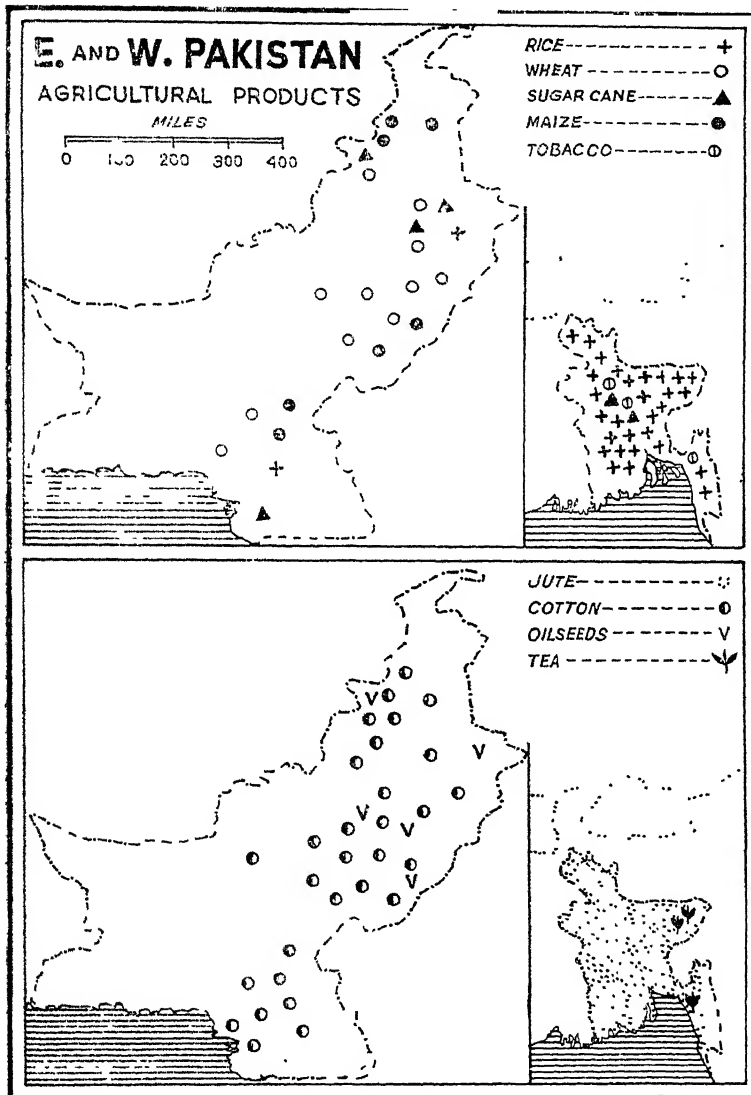 E. AND W. PAKISTAN
AGRICULTURAL PRODUCTS
MILES
0 100 200 300 400
RICE
WHEAT
SUGAR CANE
MAIZE
TOBACCO
JUTE
COTTON
OILSEEDS
TEA